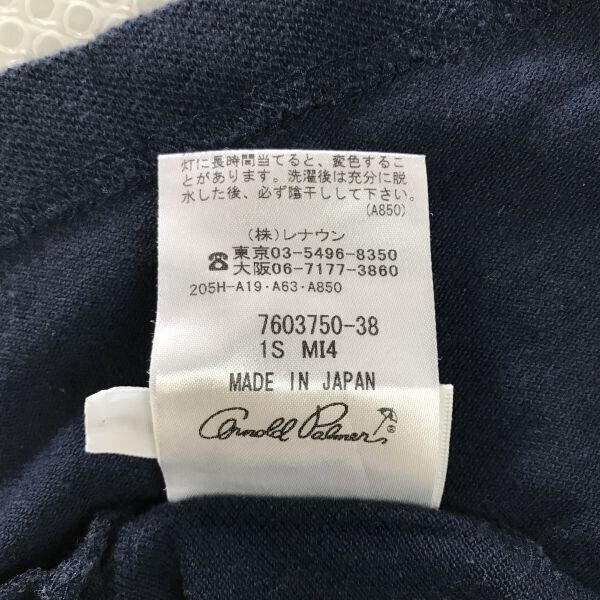 灯に長時間当てると、変色するこ
とがあります。洗濯後は充分に脱
水した後、必ず陰干しして下さい。
(A850)
(株)レナウン
☎東京03-5496-8350
大阪06-7177-3860
205H-A19・A63・A850
7603750-38
1S MI4
MADE IN JAPAN
Arnold Palmer ®